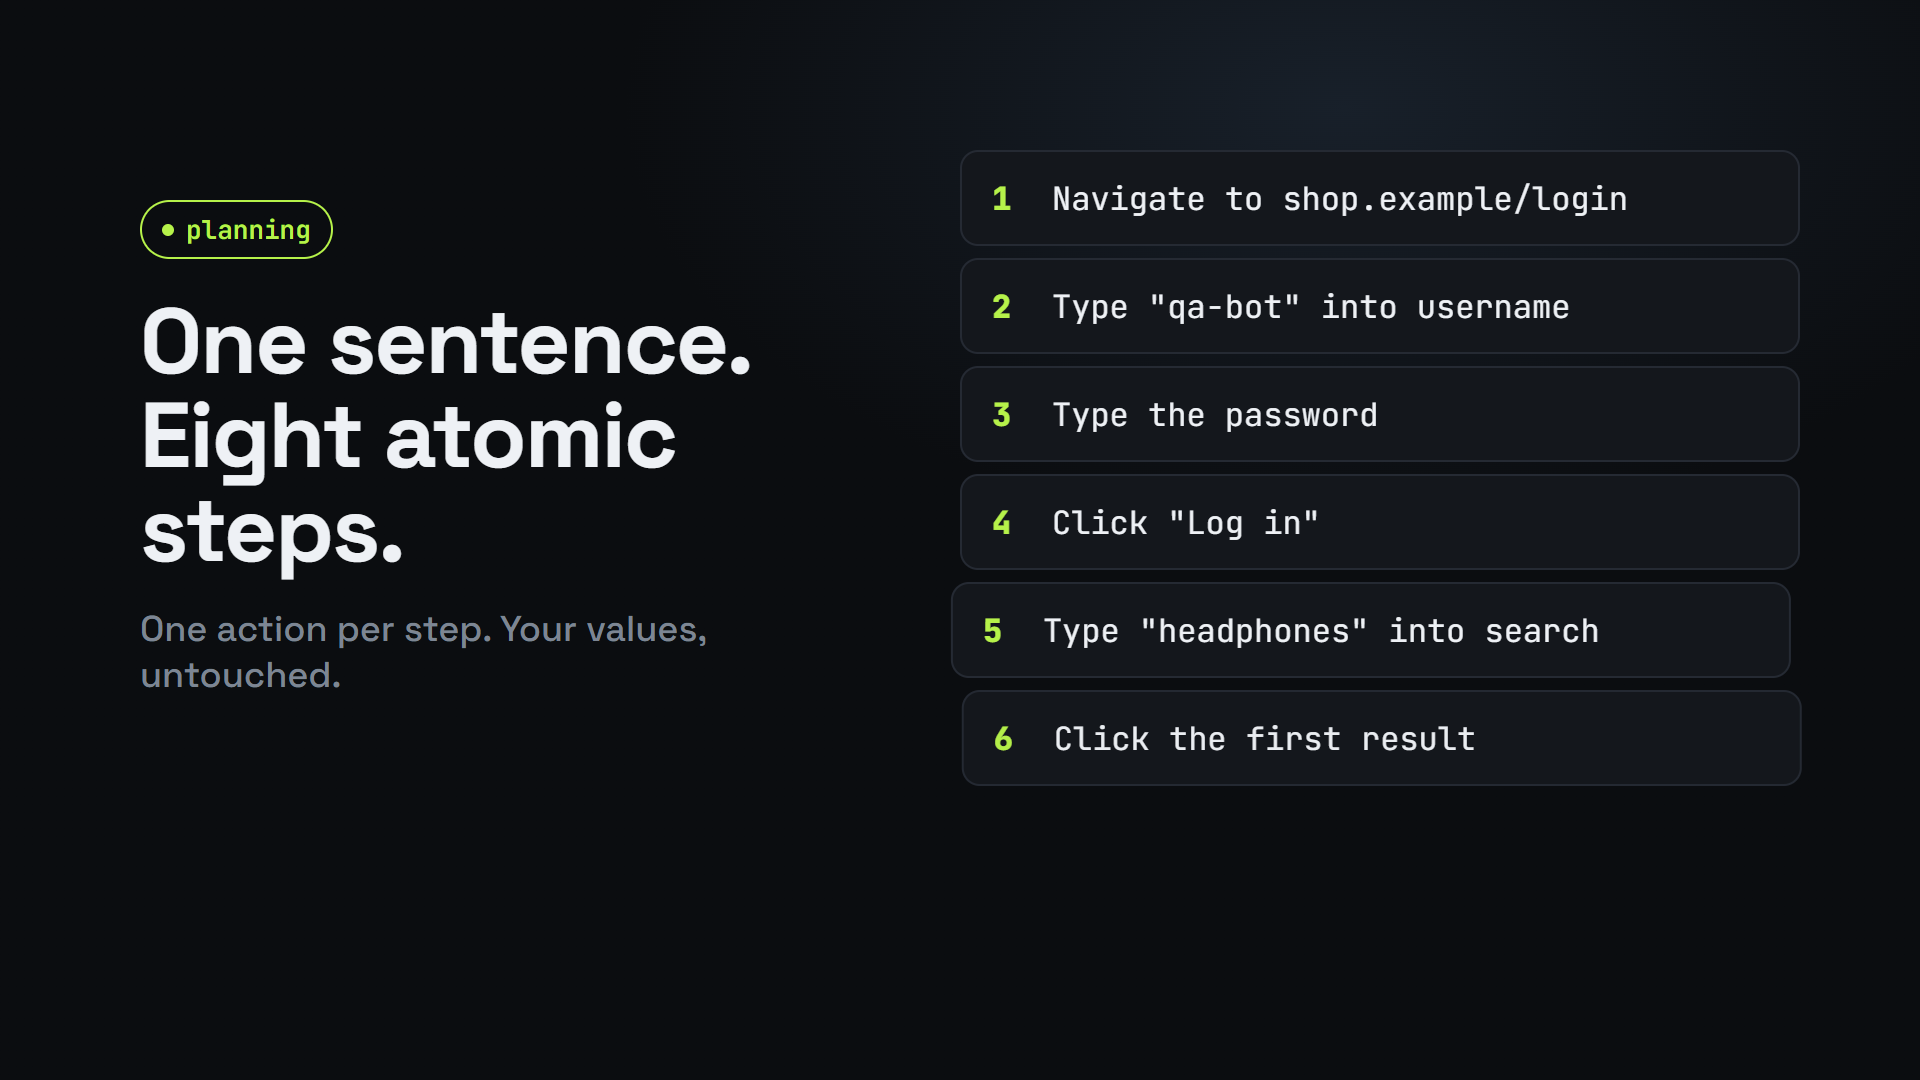 planning
One sentence.
Eight atomic
steps.
One action per step. Your values,
untouched.
1 Navigate to shop.example/login
2 Type "qa-bot" into username
3 Type the password
4 Click "Log in"
5 Type "headphones" into search
6 Click the first result